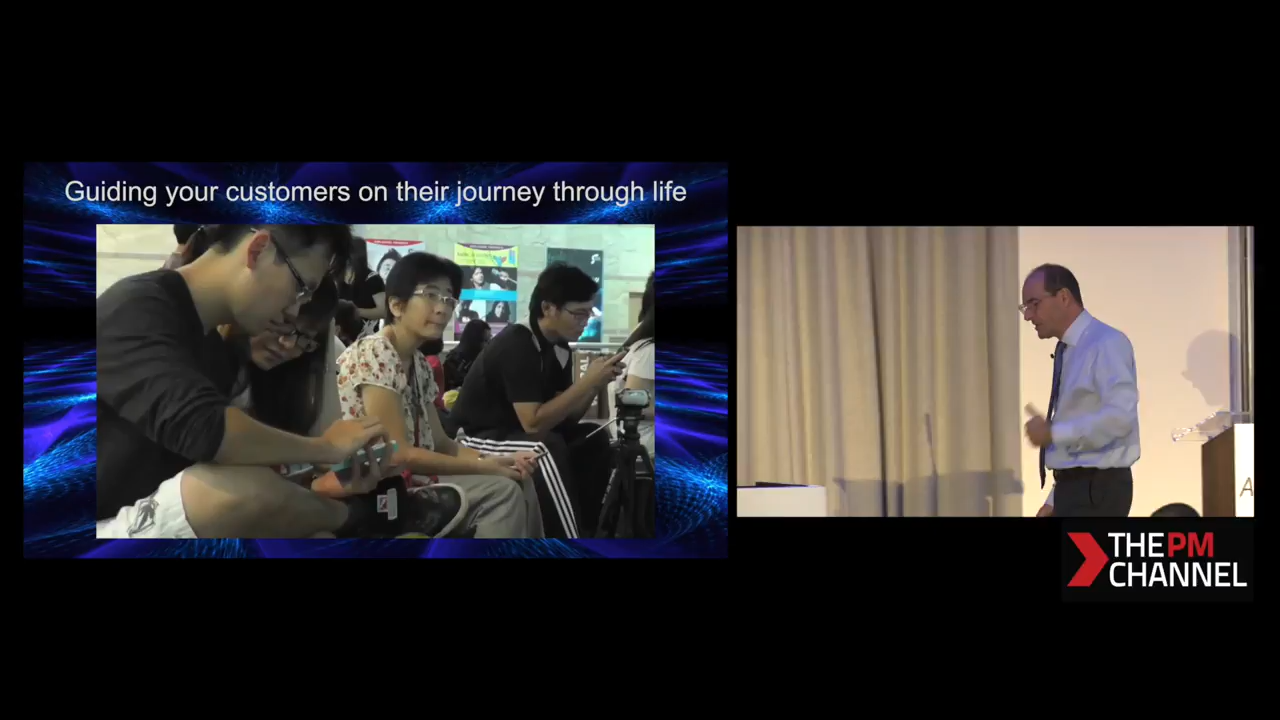 Guiding your customers on their journey through life
THE PM
CHANNEL
A